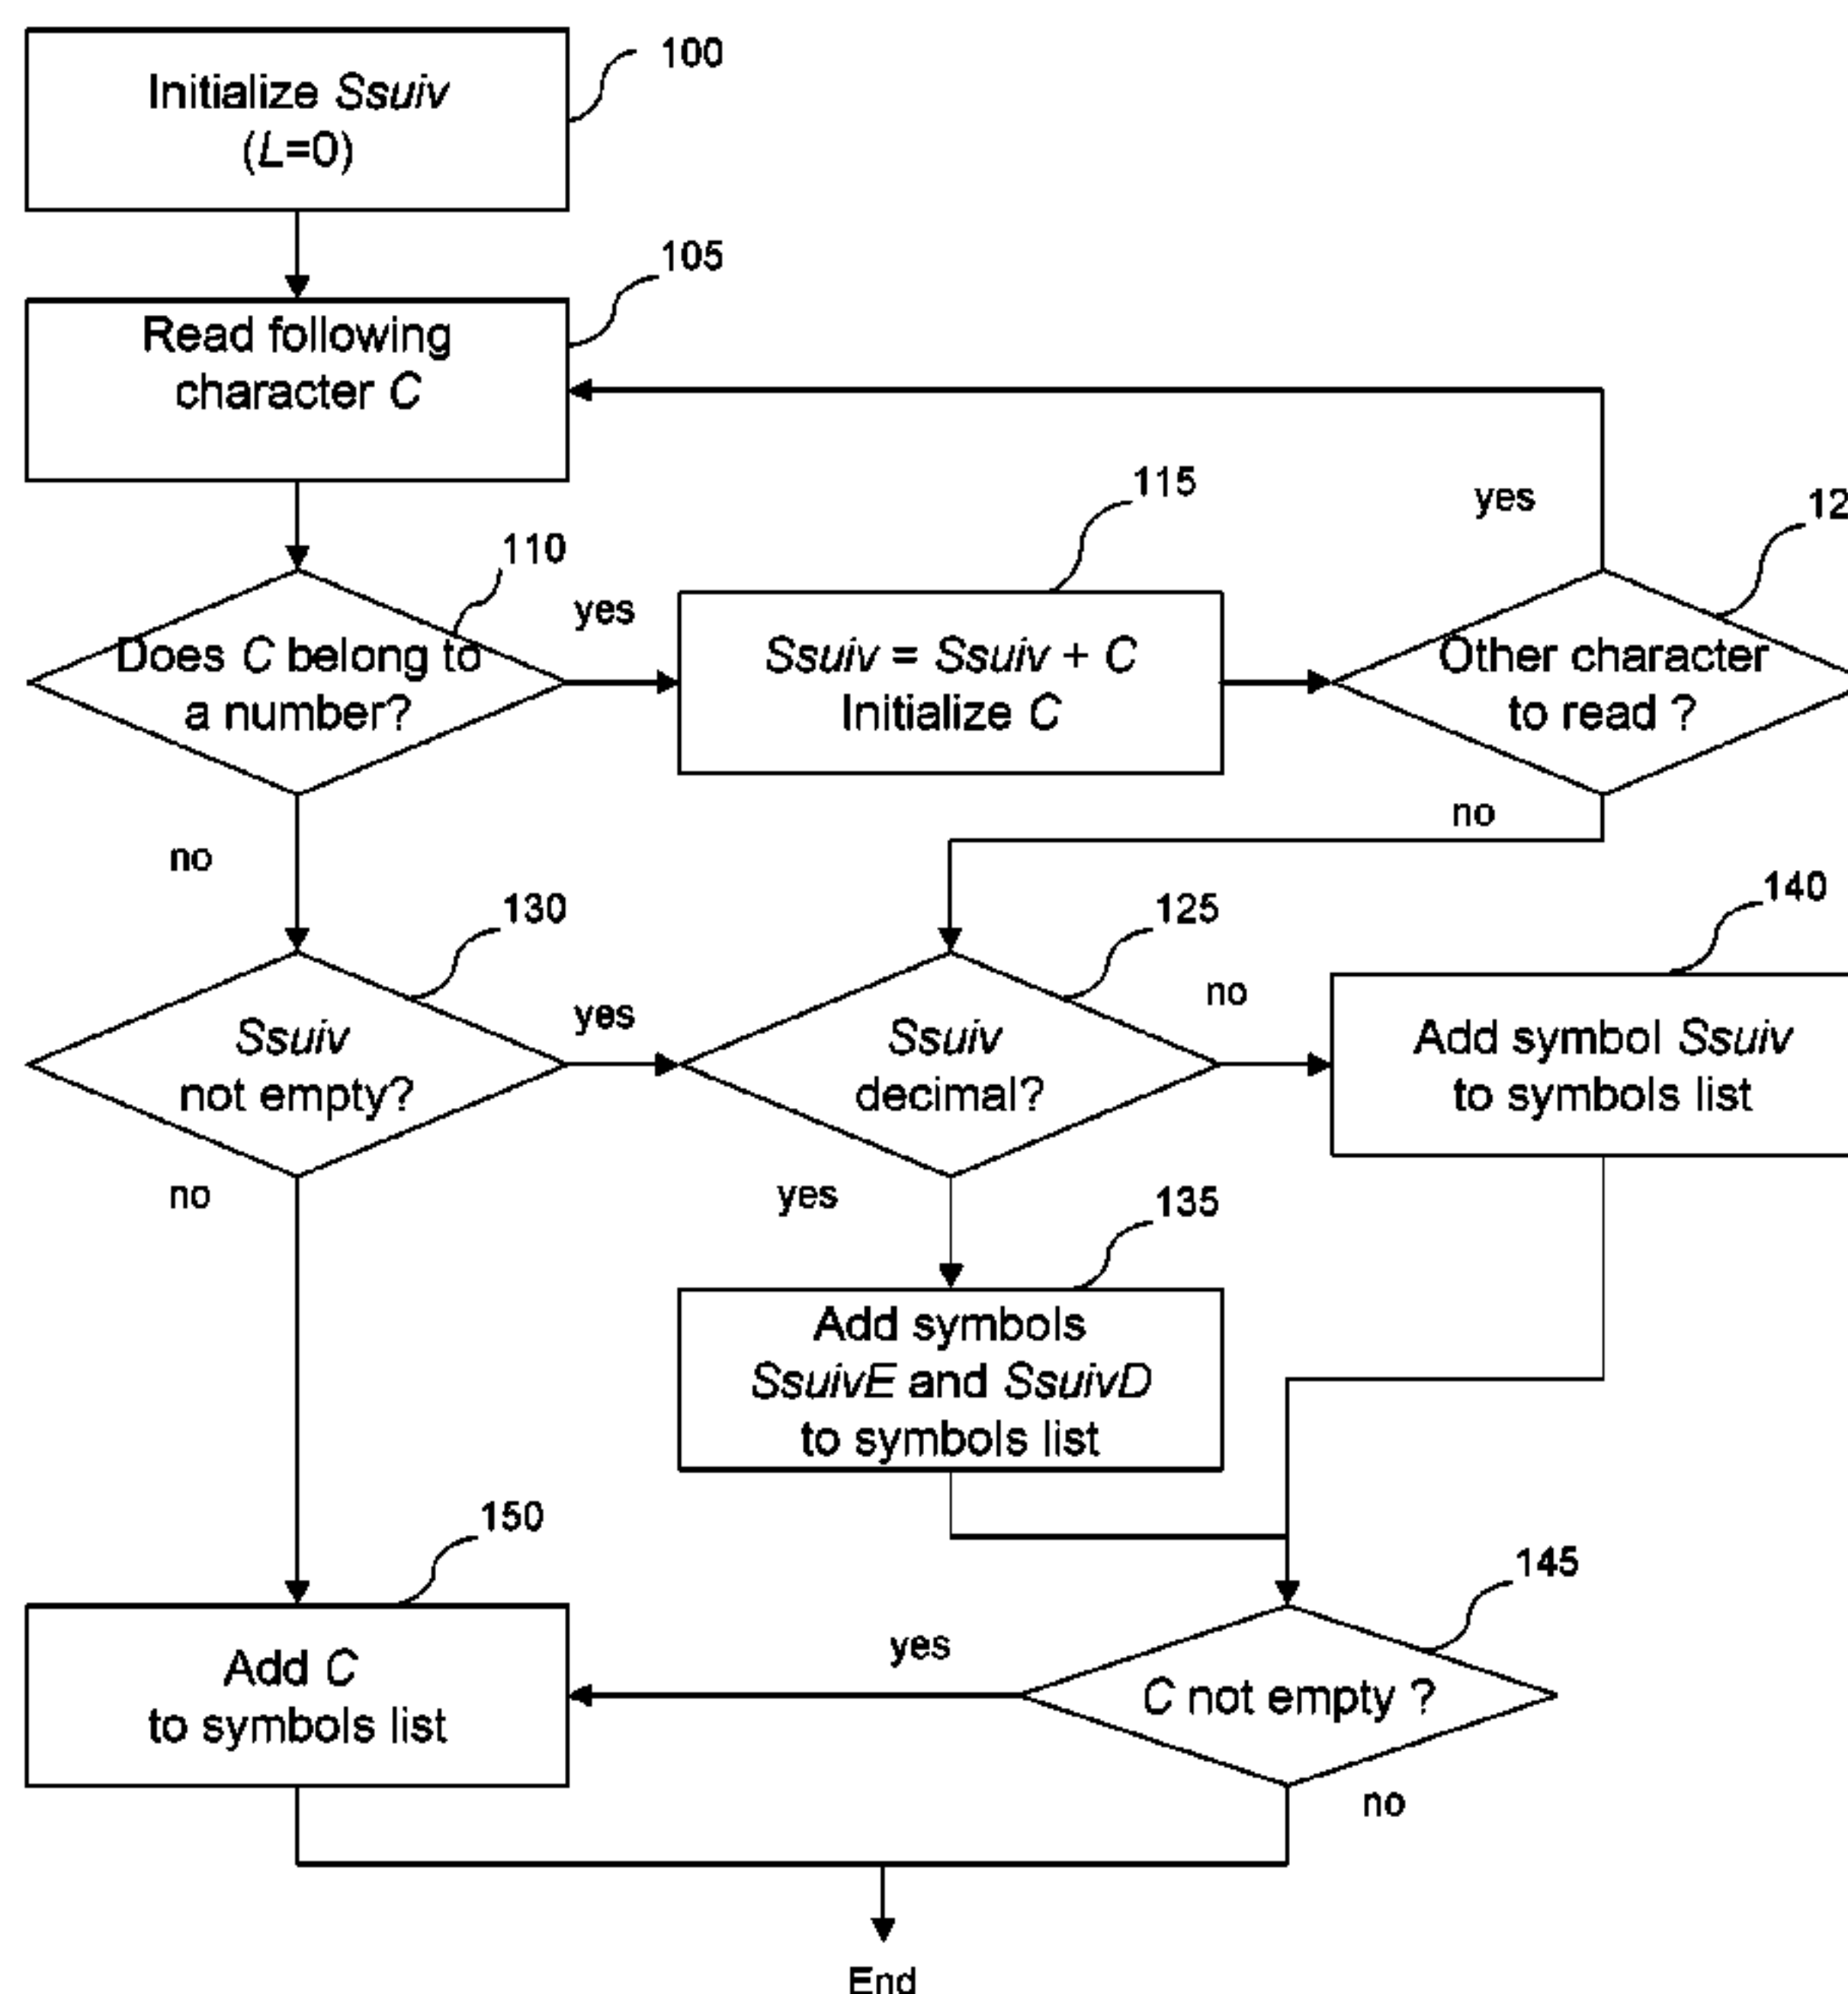 Initialize Ssuiv
(L=0)
100
Read following
character C
105
Does C belong to
a number?
110
yes
Ssuiv = Ssuiv + C
Initialize C
115
yes
Other character
to read ?
no
no
Ssuiv
not empty?
130
yes
Ssuiv
decimal?
125
no
Add symbol Ssuiv
to symbols list
140
no
yes
Add symbols
SsuivE and SsuivD
to symbols list
135
Add C
to symbols list
150
yes
C not empty ?
145
no
End